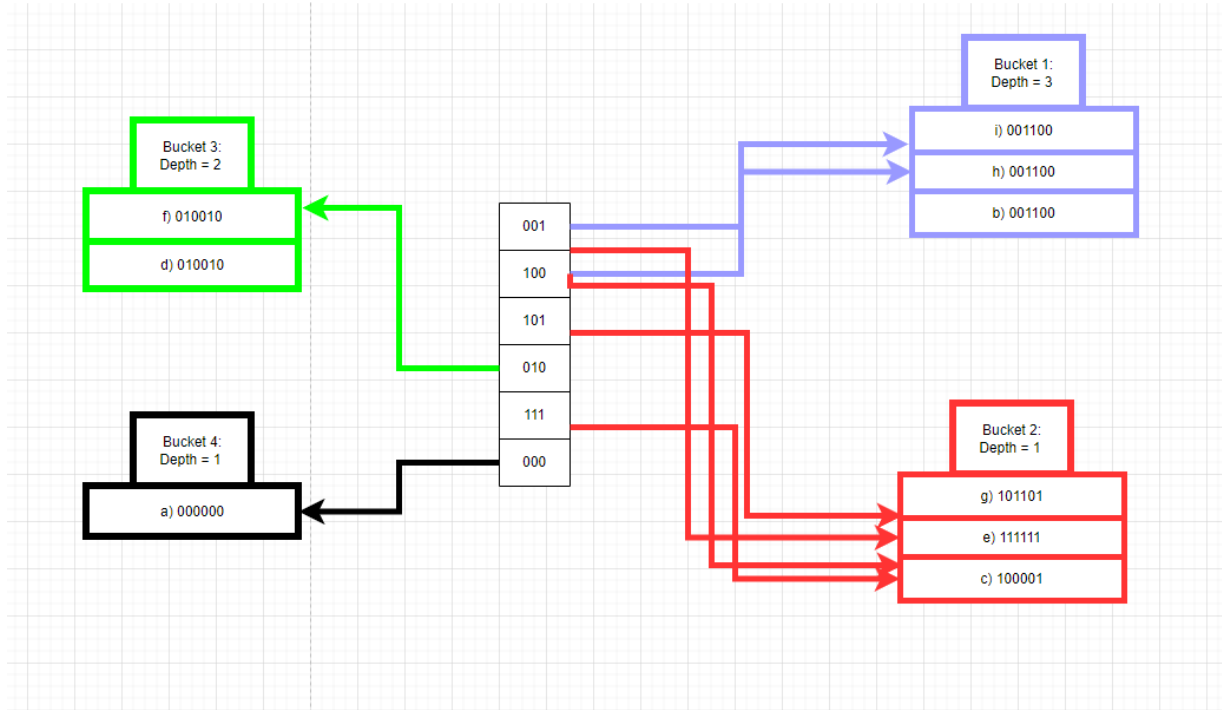 Bucket 1:
Depth = 3
i) 001100
h) 001100
b) 001100
Bucket 3:
Depth = 2
f) 010010
d) 010010
001
100
101
010
111
000
Bucket 4:
Depth = 1
a) 000000
Bucket 2:
Depth = 1
g) 101101
e) 111111
c) 100001